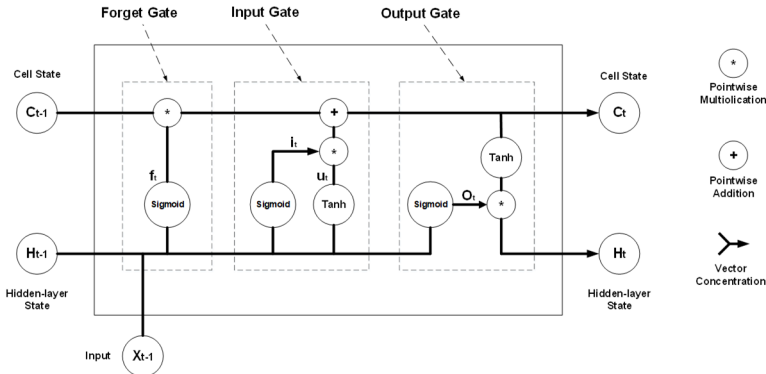 Forget Gate
Input Gate
Output Gate
Cell State
Cell State
Ct-1
*
+
Ct
*
Pointwise
Multiolication
it
*
Tanh
ft
ut
+
Pointwise
Addition
Sigmoid
Sigmoid
Tanh
Sigmoid
Ot
*
Ht-1
Ht
Hidden-layer
State
Hidden-layer
State
Vector
Concentration
Input
Xt-1